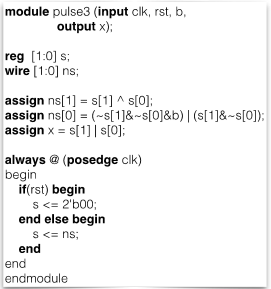 module pulse3 (input clk, rst, b,
output x);
reg [1:0] s;
wire [1:0] ns;
assign ns[1] = s[1] ^ s[0];
assign ns[0] = (~s[1]&~s[0]&b) | (s[1]&~s[0]);
assign x = s[1] | s[0];
always @ (posedge clk)
begin
if(rst) begin
s <= 2'b00;
end else begin
s <= ns;
end
end
endmodule